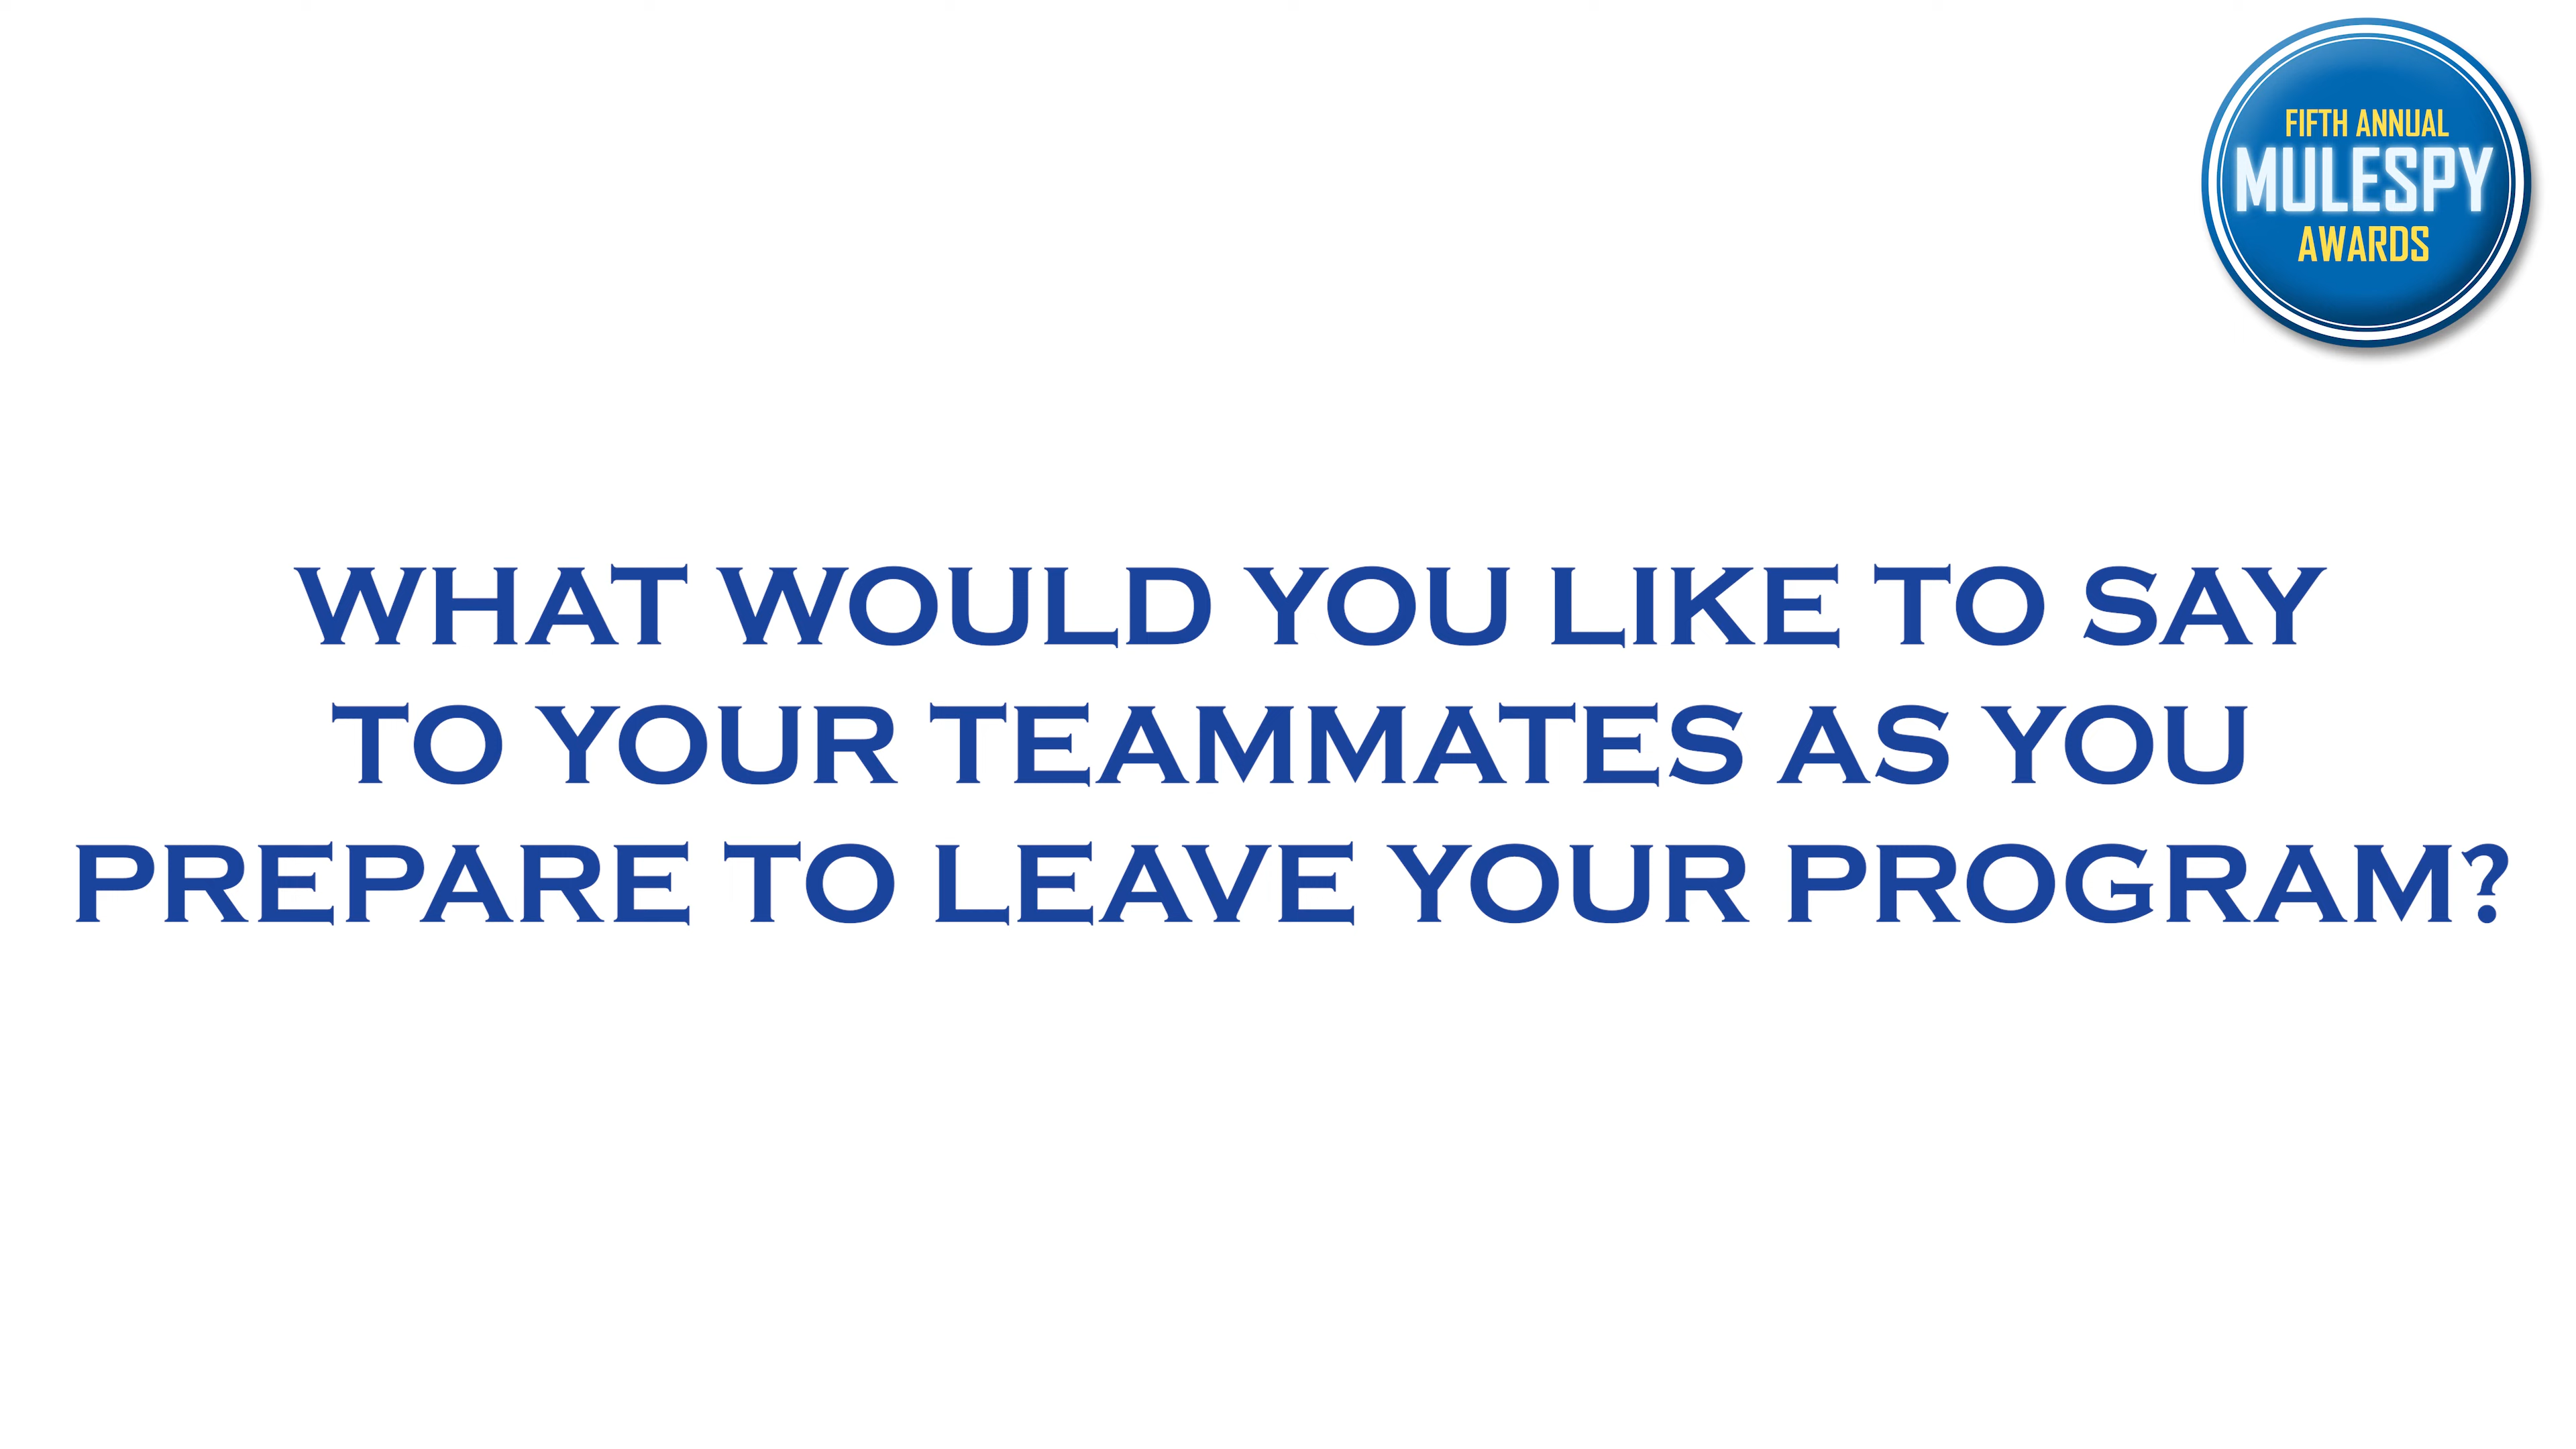 FIFTH ANNUAL
MULESPY
AWARDS
WHAT WOULD YOU LIKE TO SAY
TO YOUR TEAMMATES AS YOU
PREPARE TO LEAVE YOUR PROGRAM?